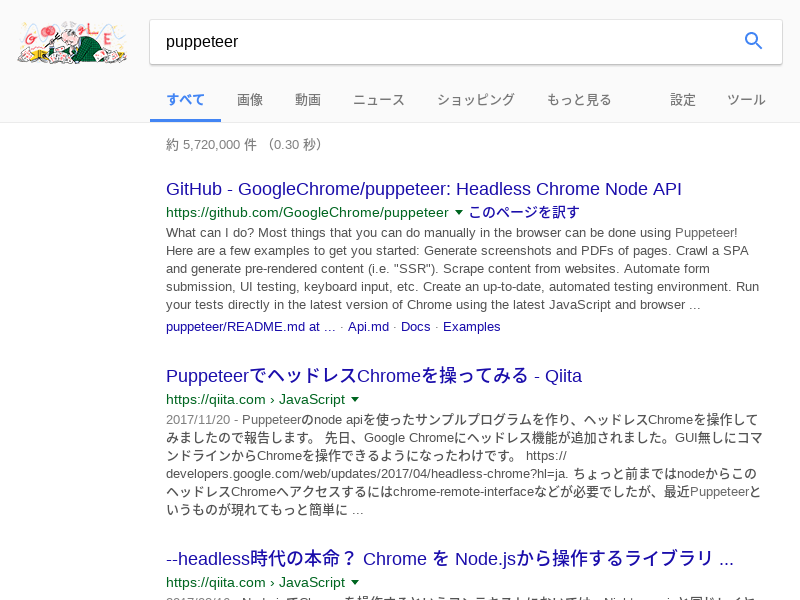 puppeteer
すべて 画像 動画 ニュース ショッピング もっと見る 設定 ツール
約 5,720,000 件 （0.30 秒）
GitHub - GoogleChrome/puppeteer: Headless Chrome Node API
https://github.com/GoogleChrome/puppeteer このページを訳す
What can I do? Most things that you can do manually in the browser can be done using Puppeteer!
Here are a few examples to get you started: Generate screenshots and PDFs of pages. Crawl a SPA
and generate pre-rendered content (i.e. "SSR"). Scrape content from websites. Automate form
submission, UI testing, keyboard input, etc. Create an up-to-date, automated testing environment. Run
your tests directly in the latest version of Chrome using the latest JavaScript and browser ...
puppeteer/README.md at ... · Api.md · Docs · Examples
PuppeteerでヘッドレスChromeを操ってみる - Qiita
https://qiita.com › JavaScript
2017/11/20 - Puppeteerのnode apiを使ったサンプルプログラムを作り、ヘッドレスChromeを操作して
みましたので報告します。 先日、Google Chromeにヘッドレス機能が追加されました。GUI無しにコマ
ンドラインからChromeを操作できるようになったわけです。 https://
developers.google.com/web/updates/2017/04/headless-chrome?hl=ja. ちょっと前まではnodeからこの
ヘッドレスChromeへアクセスするにはchrome-remote-interfaceなどが必要でしたが、最近Puppeteerと
いうものが現れてもっと簡単に ...
--headless時代の本命？ Chrome を Node.jsから操作するライブラリ ...
https://qiita.com › JavaScript